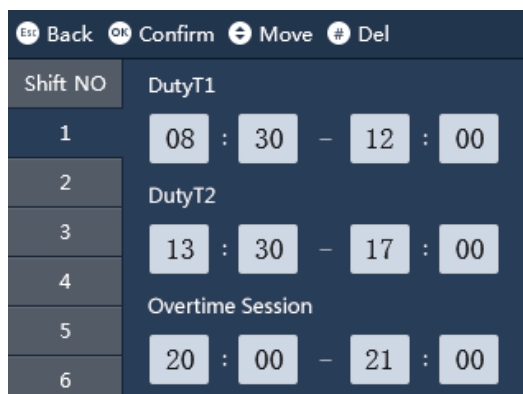 Esc Back OK Confirm Move # Del
Shift NO
1
2
3
4
5
6
DutyT1
08 : 30 – 12 : 00
DutyT2
13 : 30 – 17 : 00
Overtime Session
20 : 00 – 21 : 00